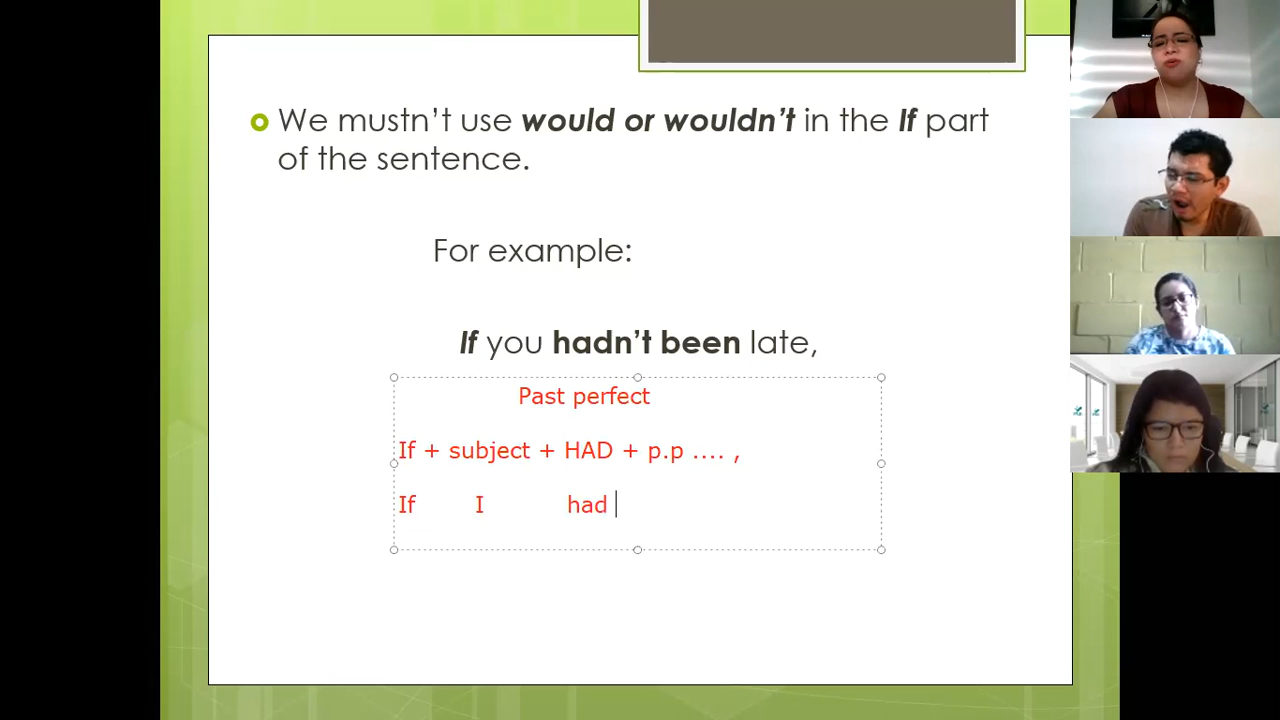 We mustn't use would or wouldn't in the If part
of the sentence.
For example:
If you hadn't been late,
Past perfect
If + subject + HAD + p.p .... ,
If I had